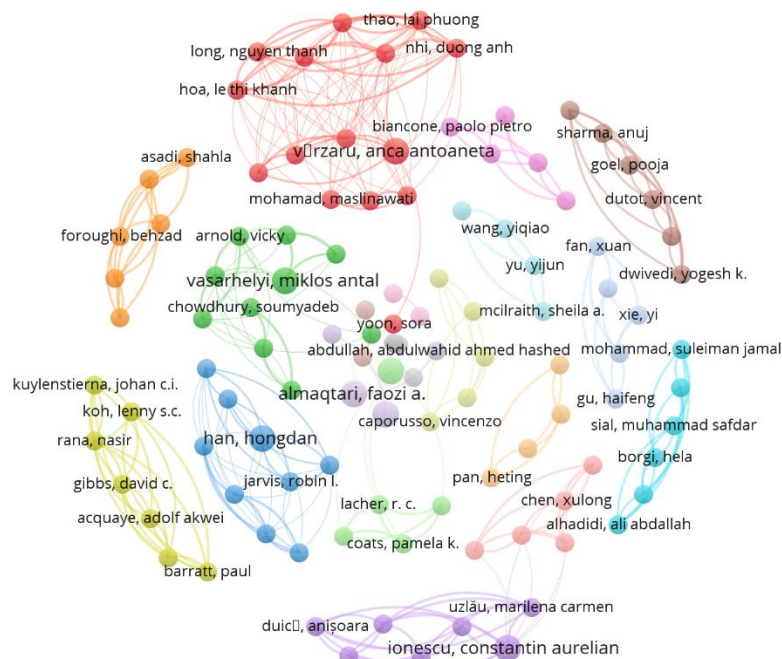 thao, lai phuong
long, nguyen thanh
nhi, duong anh
hoa, le thi khanh
biancone, paolo pietro
sharma, anuj
v▯rzaru, anca antoaneta
asadi, shahla
goel, pooja
mohamad, maslinawati
dutot, vincent
wang, yiqiao
foroughi, behzad
arnold, vicky
fan, xuan
yu, yijun
dwivedi, yogesh k.
vasarhelyi, miklos antal
chowdhury, soumyadeb
mcilraith, sheila a.
xie, yi
yoon, sora
abdullah, abdulwahid ahmed hashed
mohammad, suleiman jamal
kuylenstierna, johan c.i.
almaqtari, faozi a.
gu, haifeng
koh, lenny s.c.
caporusso, vincenzo
sial, muhammad safdar
rana, nasir
han, hongdan
borgi, hela
pan, heting
gibbs, david c.
jarvis, robin l.
lacher, r. c.
chen, xulong
acquaye, adolf akwei
alhadidi, ali abdallah
coats, pamela k.
barratt, paul
uzlău, marilena carmen
duic▯, anișoara
ionescu, constantin aurelian